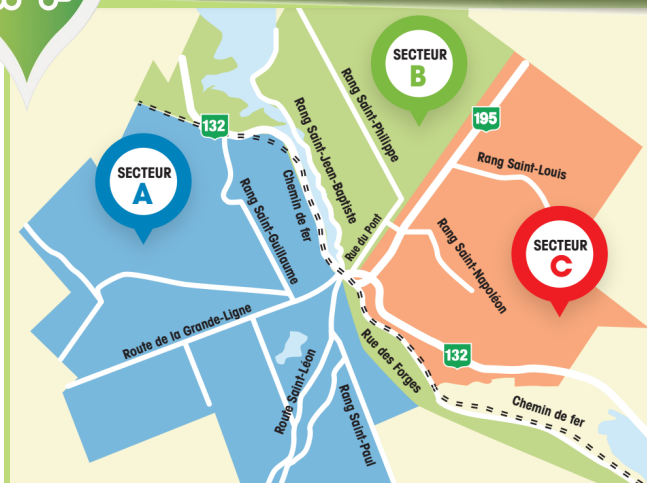 SECTEUR
B
SECTEUR
A
SECTEUR
C
132
195
132
Rang Saint-Philippe
Rang Saint-Jean-Baptiste
Chemin de fer
Rang Saint-Guillaume
Rue du Pont
Rang Saint-Louis
Rang Saint-Napoléon
Route de la Grande-Ligne
Route Saint-Léon
Rang Saint-Paul
Rue des Forges
Chemin de fer